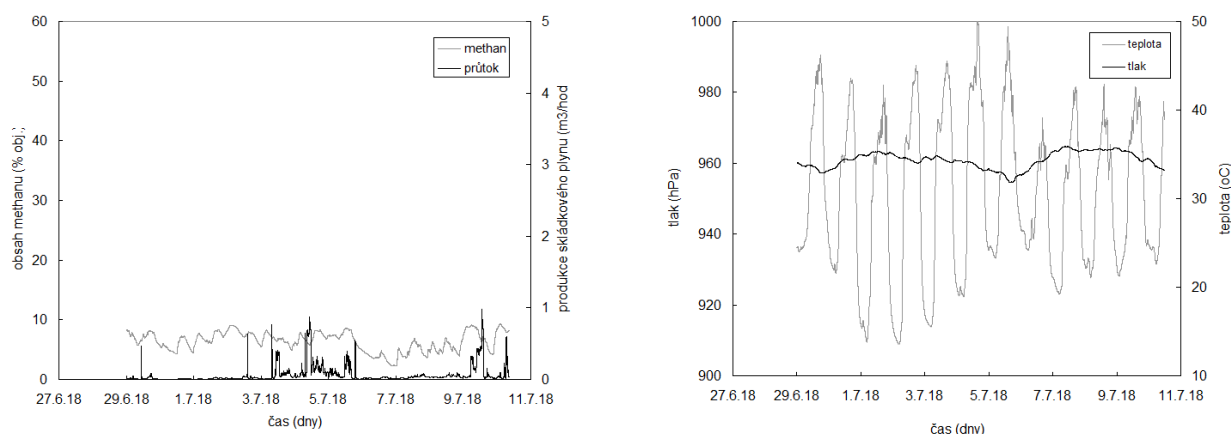 60
50
40
30
20
10
0
obsah methanu (% obj.)
5
4
3
2
1
0
produkce skládkového plynu (m3/hod)
methan
průtok
27.6.18 29.6.18 1.7.18 3.7.18 5.7.18 7.7.18 9.7.18 11.7.18
čas (dny)
1000
980
960
940
920
900
tlak (hPa)
50
40
30
20
10
teplota (oC)
teplota
tlak
27.6.18 29.6.18 1.7.18 3.7.18 5.7.18 7.7.18 9.7.18 11.7.18
čas (dny)